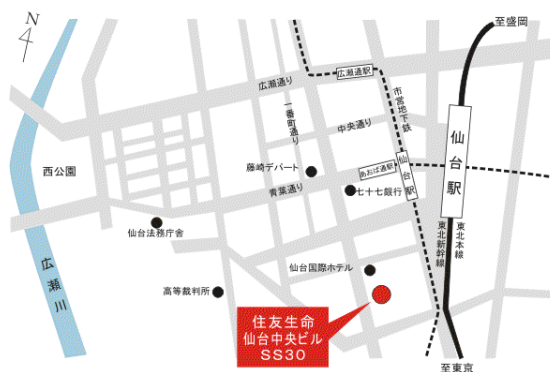 N
至盛岡
広瀬通り
広瀬通駅
市営地下鉄
一番町通り
中央通り
仙台駅
藤崎デパート
あおば通駅
仙台駅
西公園
青葉通り
七十七銀行
仙台法務庁舎
東北新幹線
東北本線
広瀬川
仙台国際ホテル
高等裁判所
住友生命
仙台中央ビル
SS30
至東京